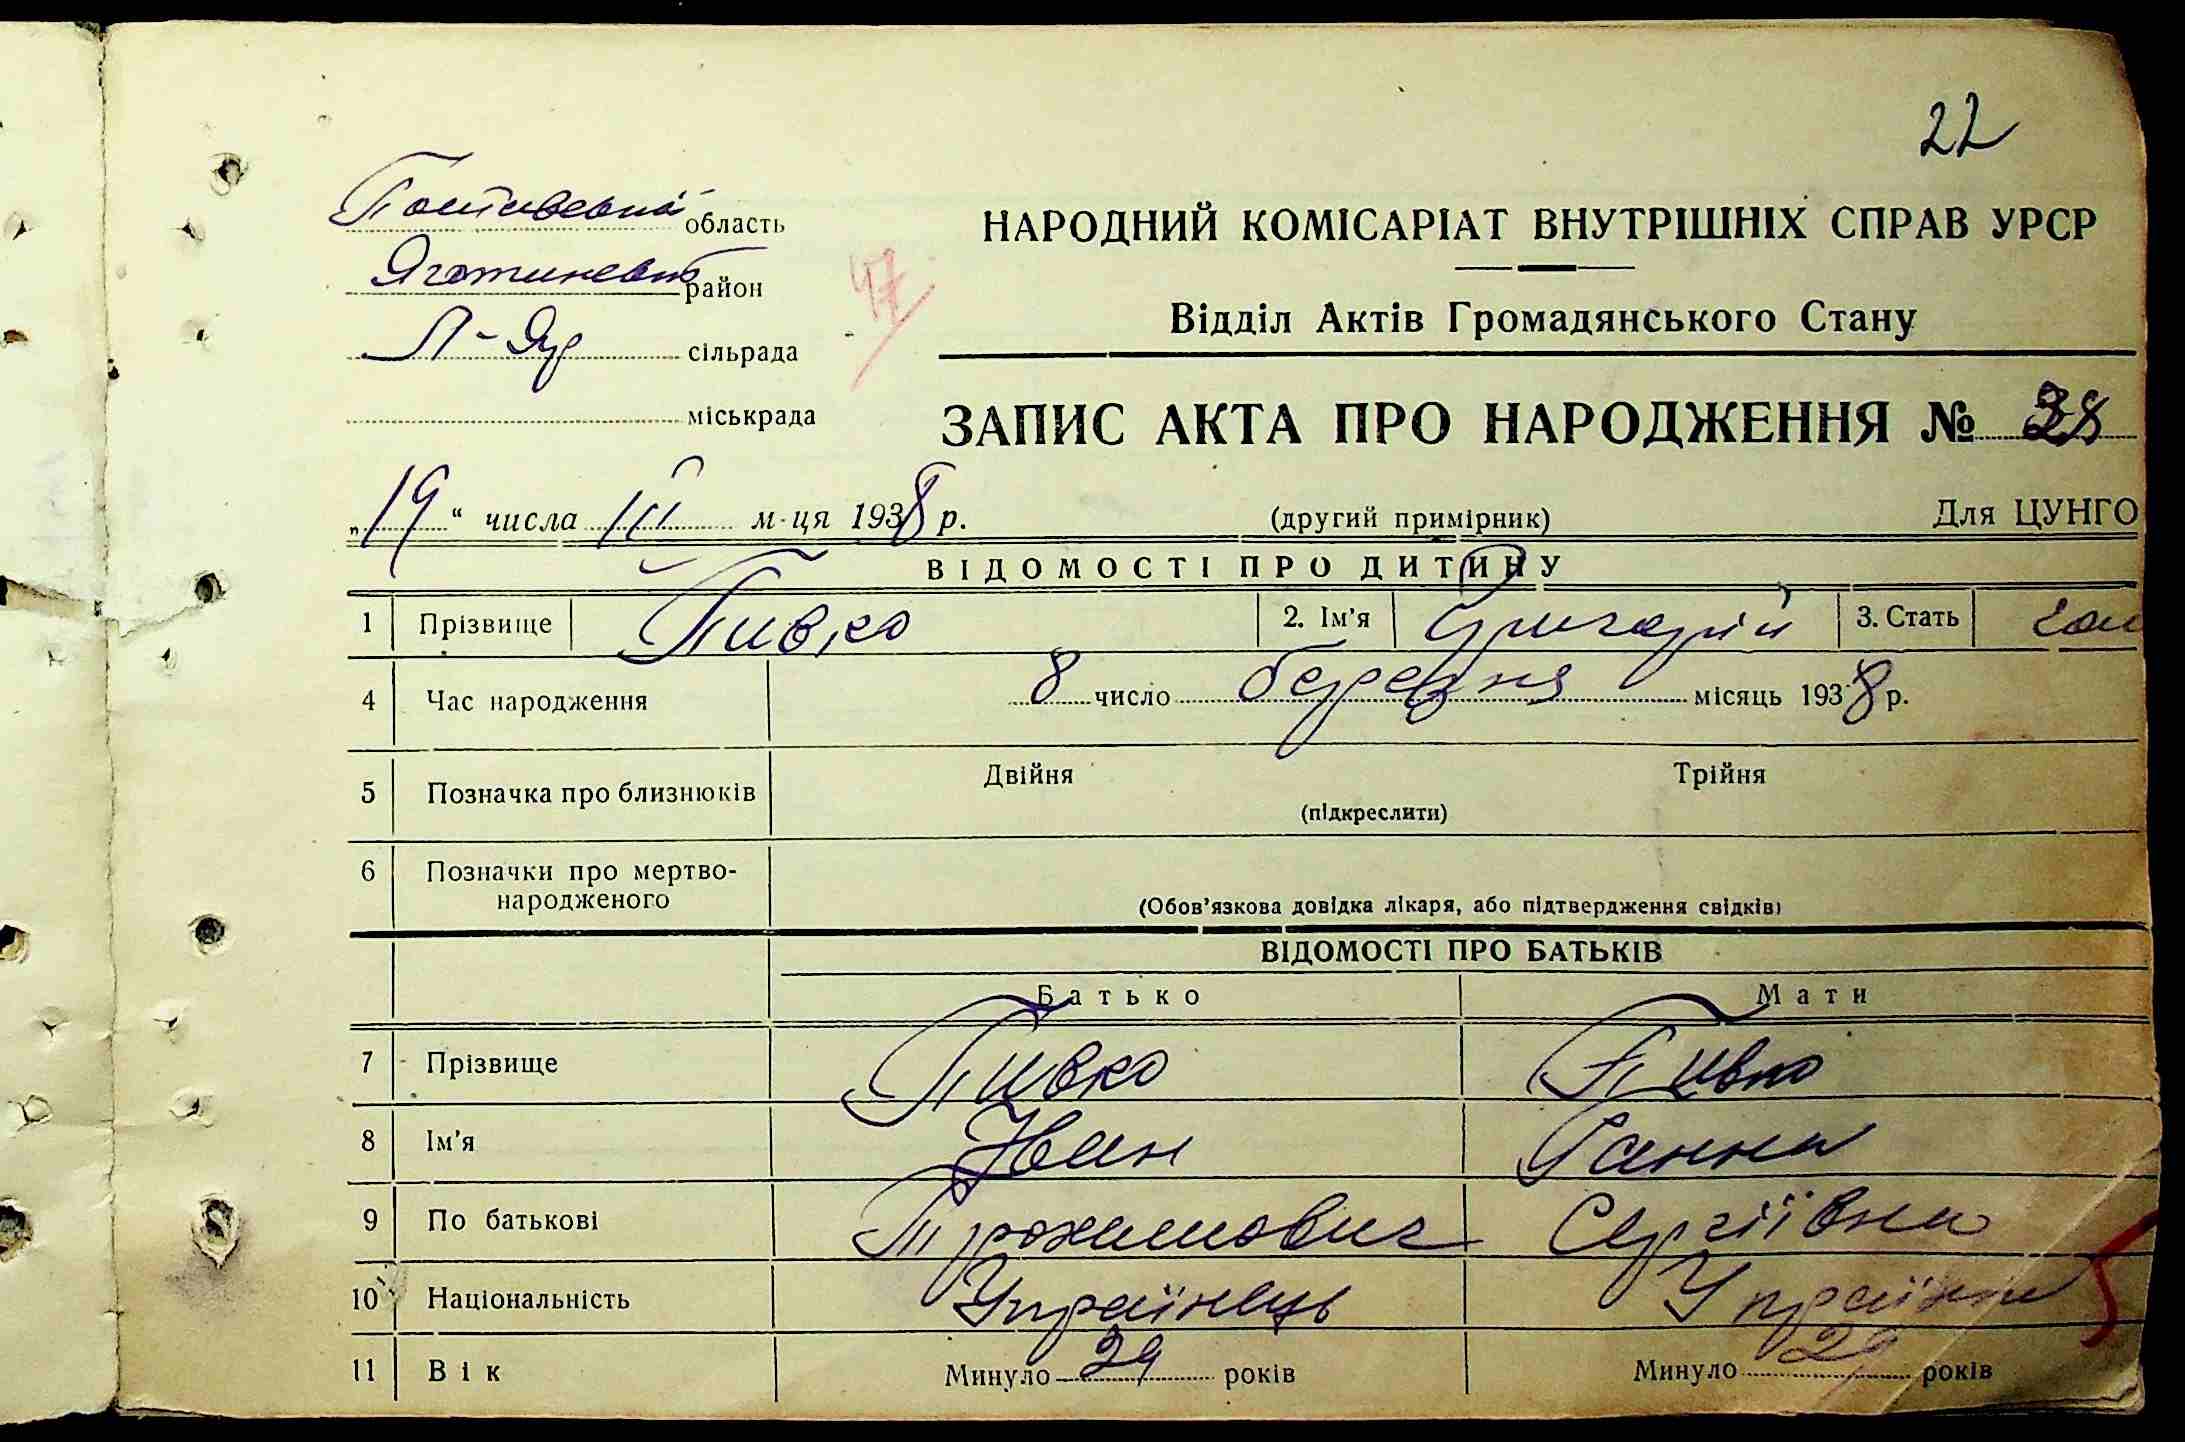 22
Полтавській область
НАРОДНИЙ КОМІСАРІАТ ВНУТРІШНІХ СПРАВ УРСР
Яготинській район
47
Відділ Актів Громадянського Стану
Л-Яр сільрада
міськрада
ЗАПИС АКТА ПРО НАРОДЖЕННЯ № 38
„19“ числа III м-ця 1938 р.
(другий примірник)
Для ЦУНГО
ВІДОМОСТІ ПРО ДИТИНУ
1 Прізвище Пивко 2. Ім'я Григорій 3. Стать чол
4 Час народження 8 число березня місяць 1938 р.
5 Позначка про близнюків Двійня Трійня
(підкреслити)
6 Позначки про мертво-
народженого
(Обов'язкова довідка лікаря, або підтвердження свідків)
ВІДОМОСТІ ПРО БАТЬКІВ
Батько Мати
7 Прізвище Пивко Пивко
8 Ім'я Іван Ганна
9 По батькові Трохимович Сергіївна
10 Національність Українець Українка
11 Вік Минуло 29 років Минуло 29 років